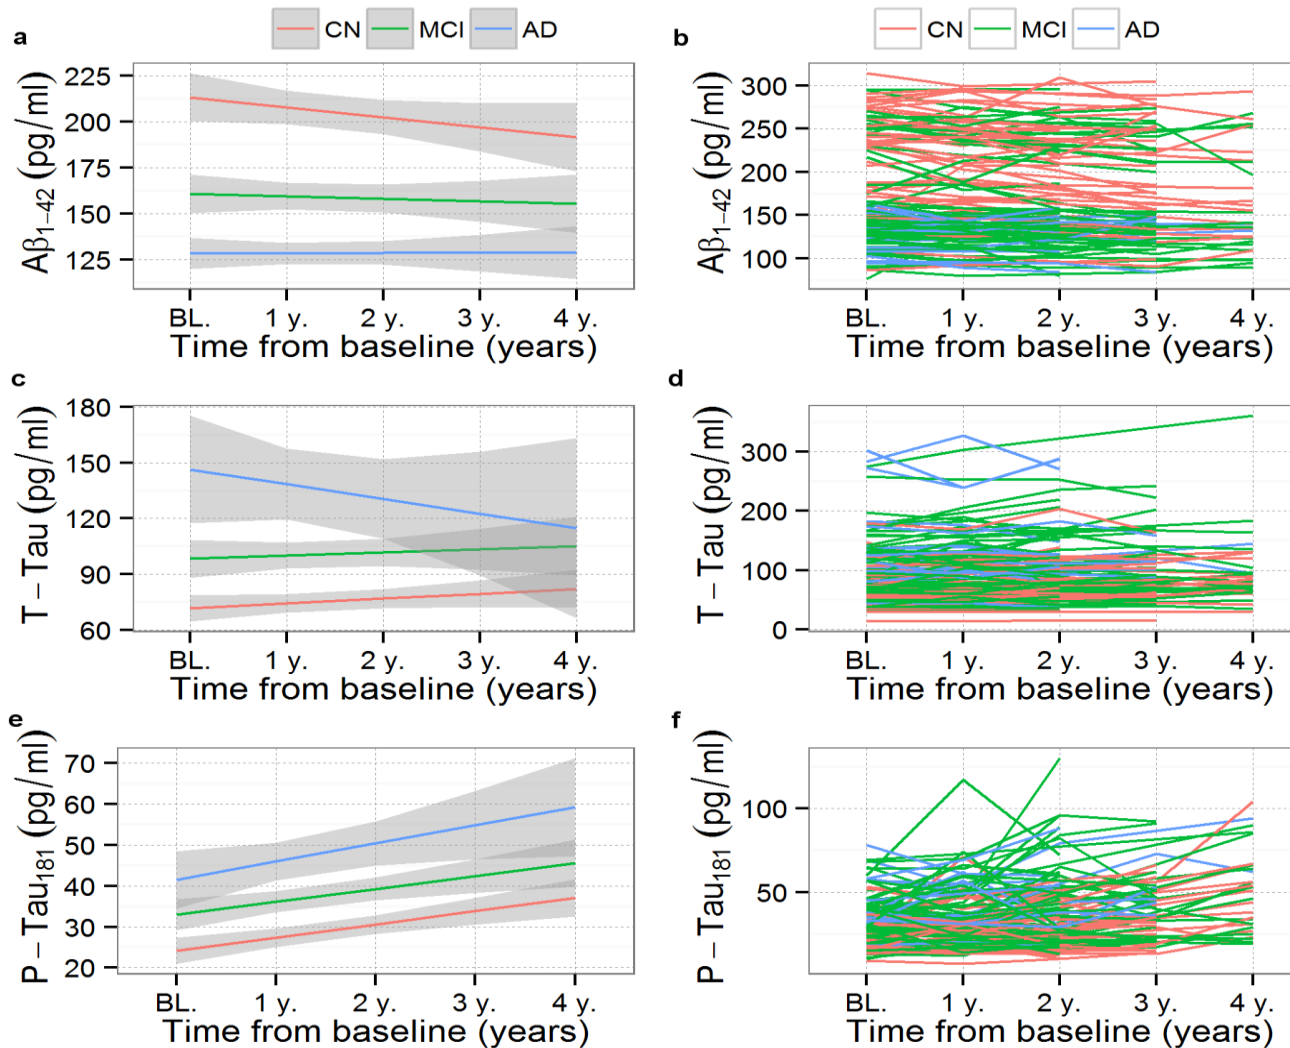 CN MCI AD
a
Aβ1−42 (pg/ml)
225
200
175
150
125
BL. 1 y. 2 y. 3 y. 4 y.
Time from baseline (years)
CN MCI AD
b
Aβ1−42 (pg/ml)
300
250
200
150
100
BL. 1 y. 2 y. 3 y. 4 y.
Time from baseline (years)
c
T−Tau (pg/ml)
180
150
120
90
60
BL. 1 y. 2 y. 3 y. 4 y.
Time from baseline (years)
d
T−Tau (pg/ml)
300
200
100
0
BL. 1 y. 2 y. 3 y. 4 y.
Time from baseline (years)
e
P−Tau181 (pg/ml)
70
60
50
40
30
20
BL. 1 y. 2 y. 3 y. 4 y.
Time from baseline (years)
f
P−Tau181 (pg/ml)
100
50
BL. 1 y. 2 y. 3 y. 4 y.
Time from baseline (years)